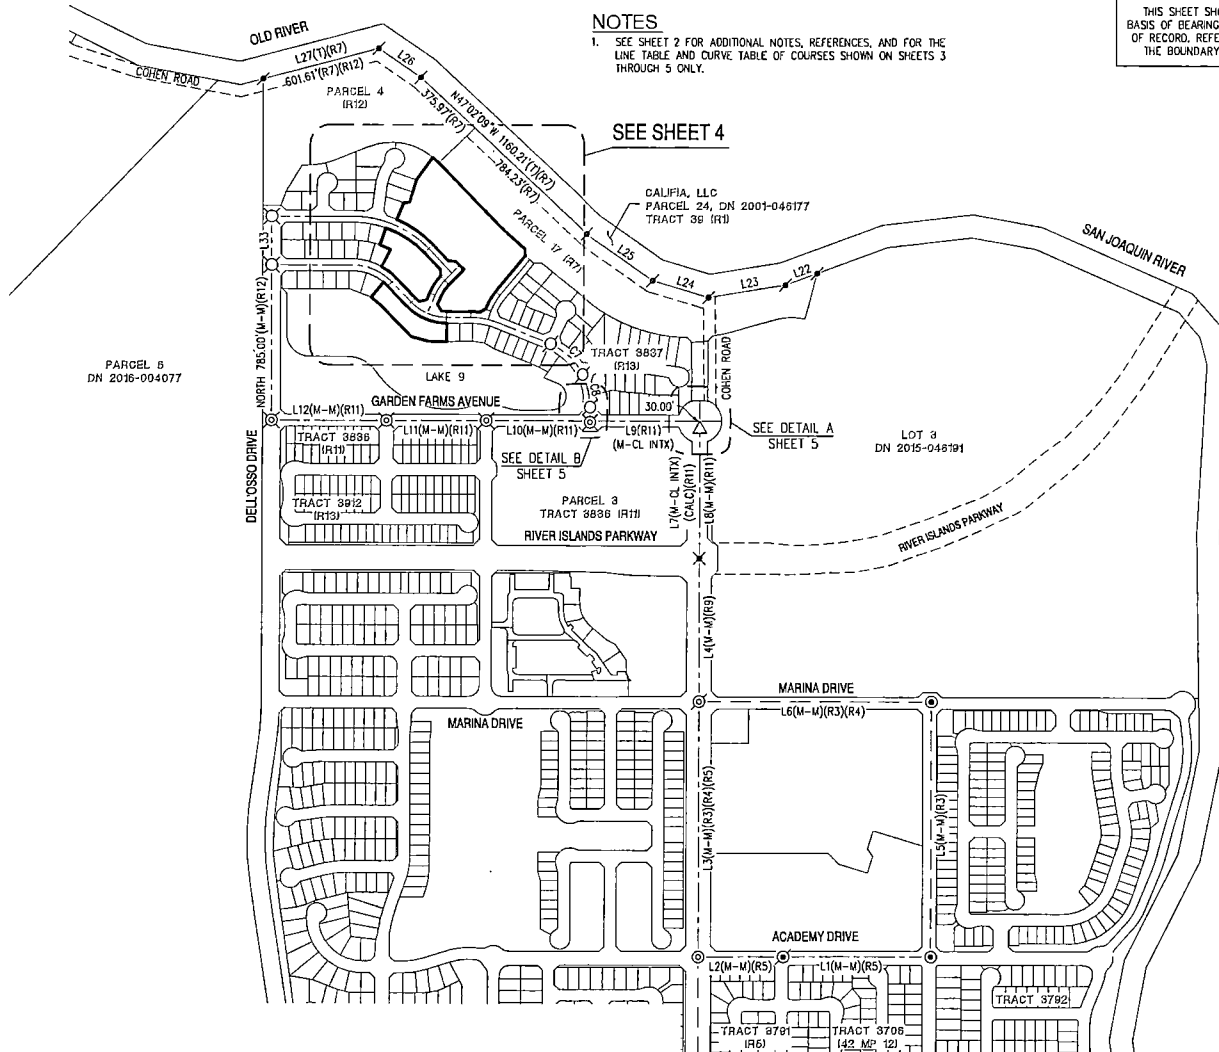 NOTES
1. SEE SHEET 2 FOR ADDITIONAL NOTES, REFERENCES, AND FOR THE
LINE TABLE AND CURVE TABLE OF COURSES SHOWN ON SHEETS 3
THROUGH 5 ONLY.
THIS SHEET
BASIS OF
OF RECORD.
THE BOUNDARY
OLD RIVER
COHEN ROAD
L27(T)(R7)
601.61'(R7)(R12)
L26
PARCEL 4
(R12)
375.97'(R7)
N47°02'09"W 1160.21'(T)(R7)
784.23'(R7)
SEE SHEET 4
CALIFIA, LLC
PARCEL 24, DN 2001-046177
TRACT 39 (R1)
PARCEL 17 (R7)
L25
L24
L23
L22
SAN JOAQUIN RIVER
L33
NORTH 785.00'(M-M)(R12)
PARCEL 5
DN 2016-004077
TRACT 3837
(R13)
C7
C8
COHEN ROAD
LAKE 9
GARDEN FARMS AVENUE
30.00'
L12(M-M)(R11)
L11(M-M)(R11)
L10(M-M)(R11)
L9(R11)
(M-CL INTX)
SEE DETAIL A
SHEET 5
LOT 3
DN 2015-046191
TRACT 3836
(R11)
SEE DETAIL B
SHEET 5
DELL'OSSO DRIVE
TRACT 3912
(R13)
PARCEL 3
TRACT 3836 (R11)
L7(M-CL INTX)
(CALC)(R11)
L8(M-M)(R11)
RIVER ISLANDS PARKWAY
RIVER ISLANDS PARKWAY
L4(M-M)(R9)
MARINA DRIVE
L6(M-M)(R3)(R4)
MARINA DRIVE
L3(M-M)(R3)(R4)(R5)
L5(M-M)(R3)
ACADEMY DRIVE
L2(M-M)(R5)
L1(M-M)(R5)
TRACT 3791
(R5)
TRACT 3706
(42 MP 12)
TRACT 3792